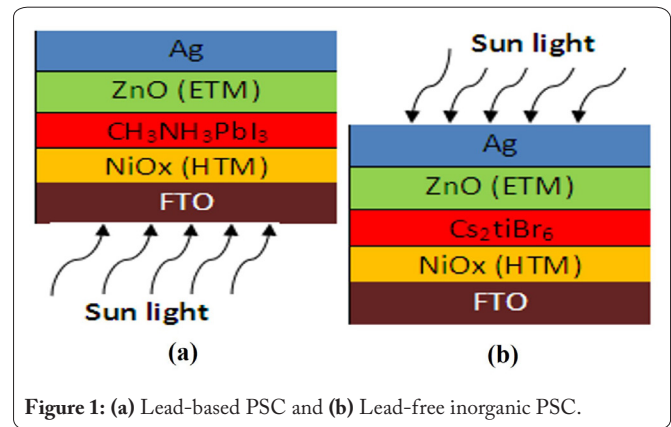 Ag
ZnO (ETM)
CH₃NH₃PbI₃
NiOx (HTM)
FTO
Sun light
(a)
Sun light
Ag
ZnO (ETM)
Cs₂tiBr₆
NiOx (HTM)
FTO
(b)
Figure 1: (a) Lead-based PSC and (b) Lead-free inorganic PSC.